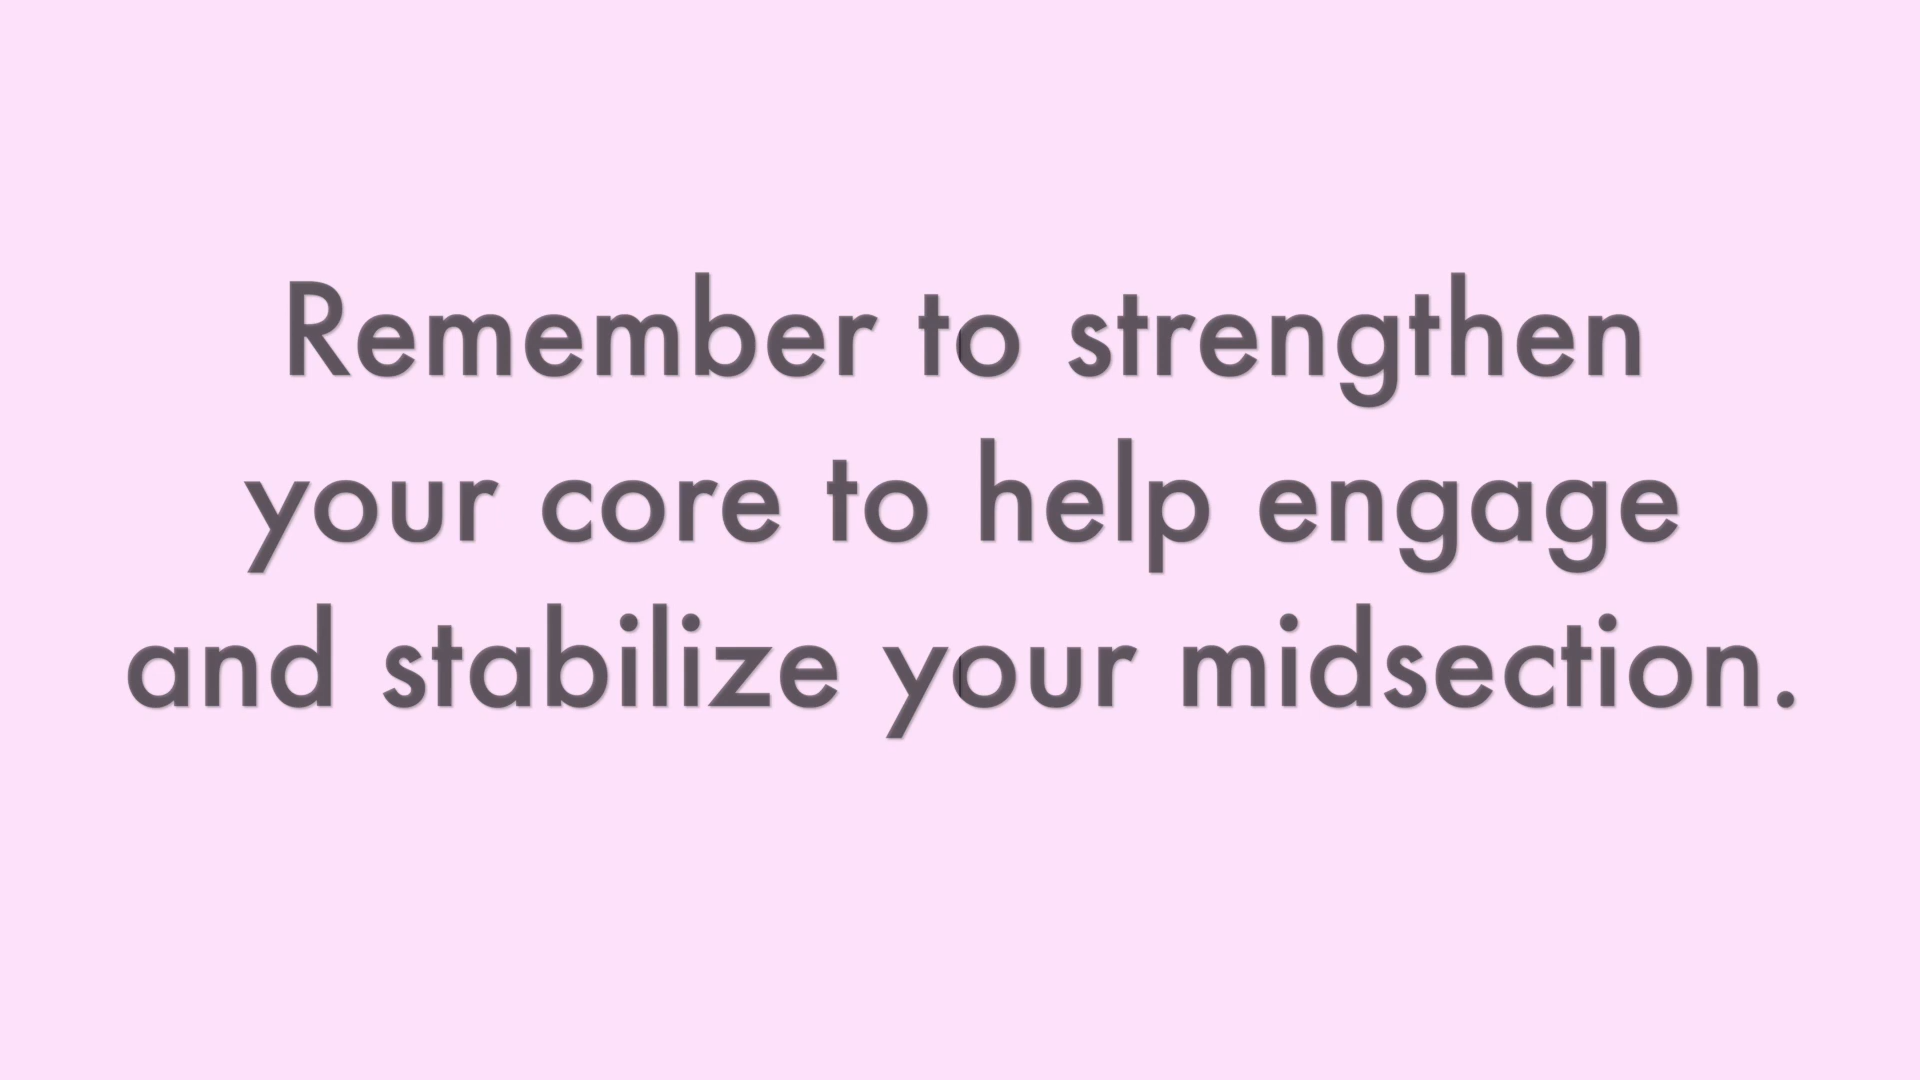 Remember to strengthen
your core to help engage
and stabilize your midsection.